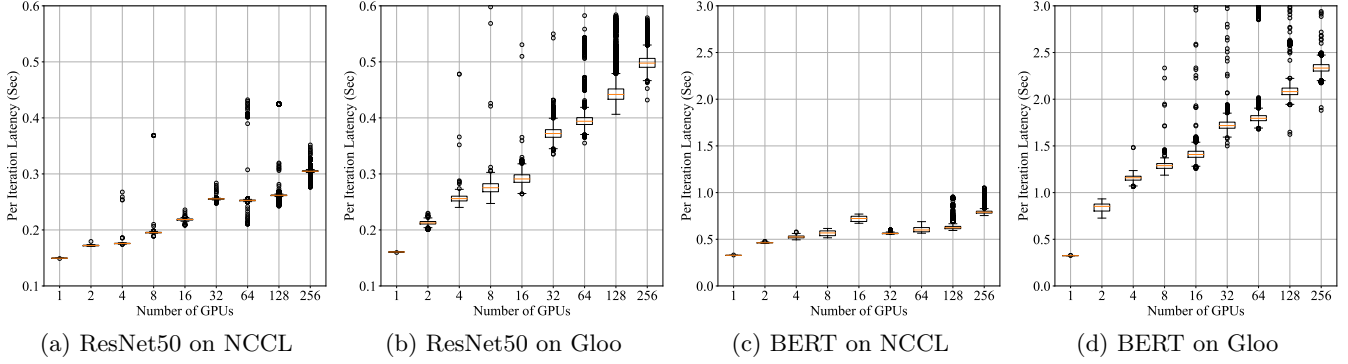 Per Iteration Latency (Sec)
0.6
0.5
0.4
0.3
0.2
0.1
1 2 4 8 16 32 64 128 256
Number of GPUs
(a) ResNet50 on NCCL
Per Iteration Latency (Sec)
0.6
0.5
0.4
0.3
0.2
0.1
1 2 4 8 16 32 64 128 256
Number of GPUs
(b) ResNet50 on Gloo
Per Iteration Latency (Sec)
3.0
2.5
2.0
1.5
1.0
0.5
0.0
1 2 4 8 16 32 64 128 256
Number of GPUs
(c) BERT on NCCL
Per Iteration Latency (Sec)
3.0
2.5
2.0
1.5
1.0
0.5
0.0
1 2 4 8 16 32 64 128 256
Number of GPUs
(d) BERT on Gloo